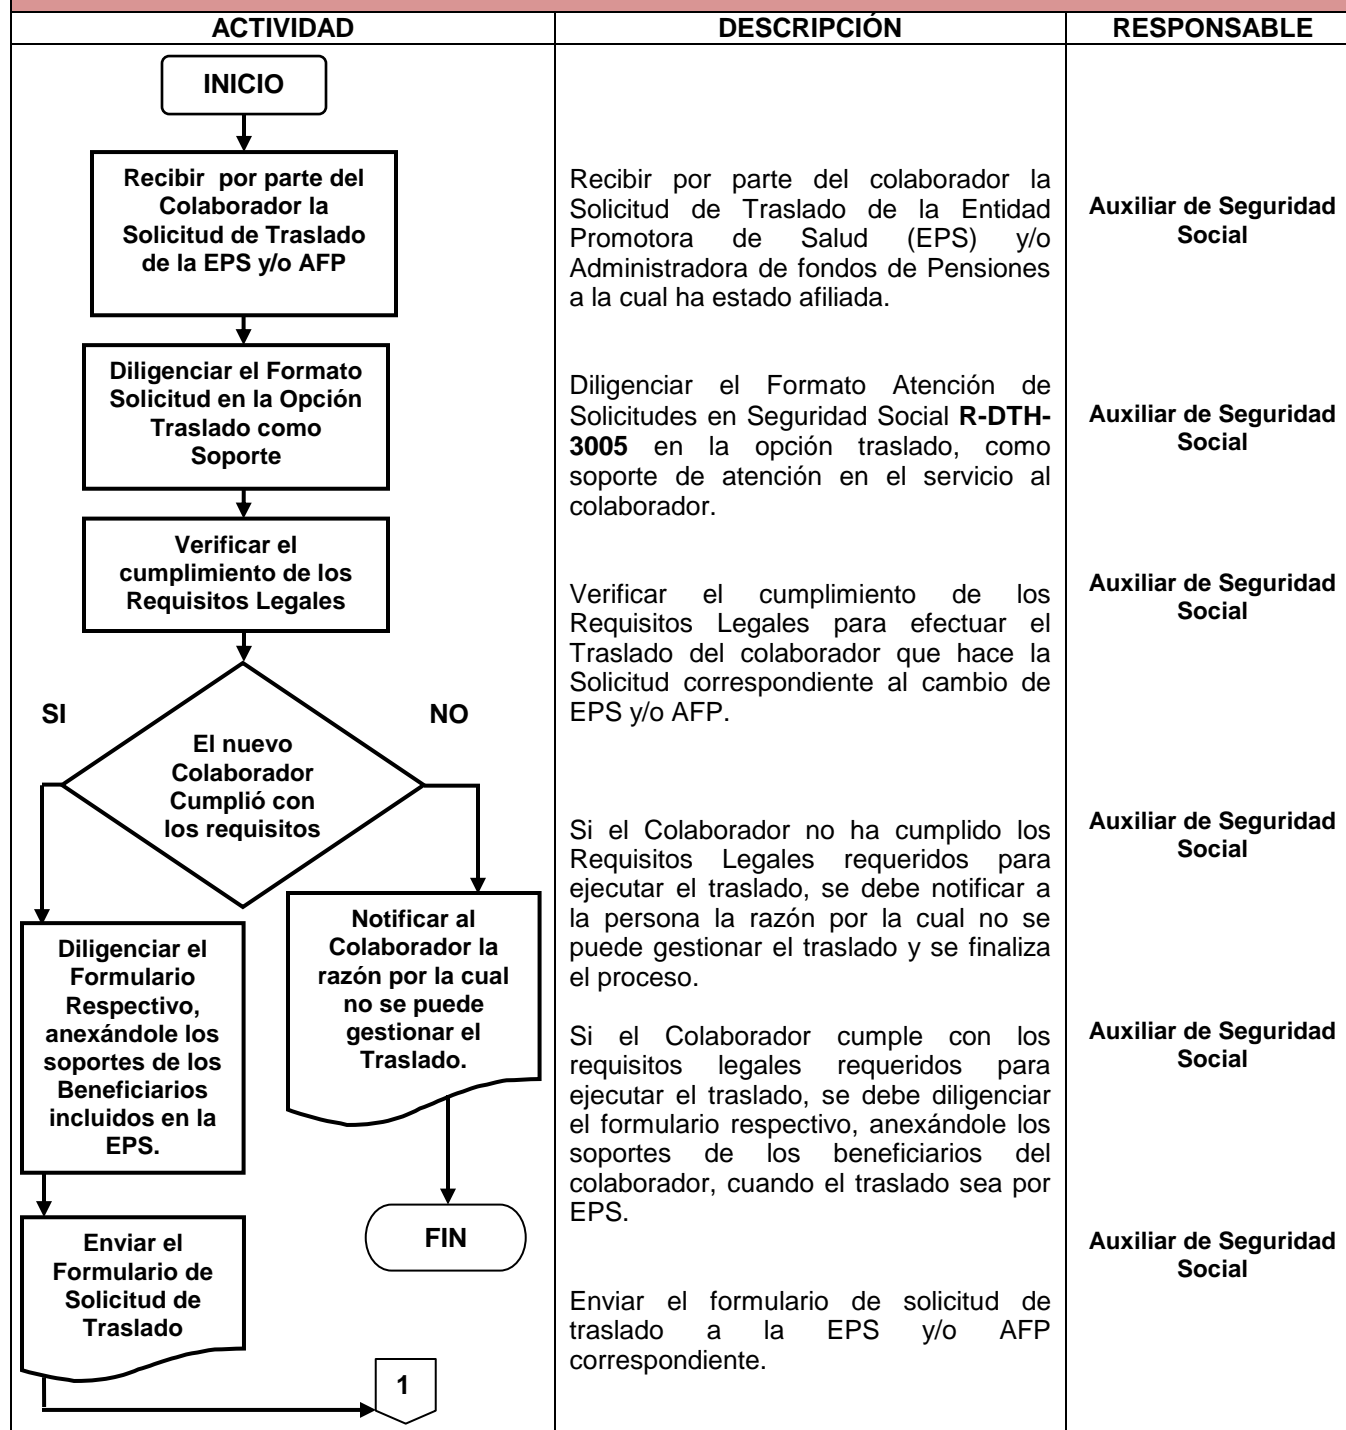 ACTIVIDAD
DESCRIPCIÓN
RESPONSABLE
INICIO
Recibir por parte del
Colaborador la
Solicitud de Traslado
de la EPS y/o AFP
Recibir por parte del colaborador la
Solicitud de Traslado de la Entidad
Promotora de Salud (EPS) y/o
Administradora de fondos de Pensiones
a la cual ha estado afiliada.
Auxiliar de Seguridad
Social
Diligenciar el Formato
Solicitud en la Opción
Traslado como
Soporte
Diligenciar el Formato Atención de
Solicitudes en Seguridad Social R-DTH-
3005 en la opción traslado, como
soporte de atención en el servicio al
colaborador.
Auxiliar de Seguridad
Social
Verificar el
cumplimiento de los
Requisitos Legales
Verificar el cumplimiento de los
Requisitos Legales para efectuar el
Traslado del colaborador que hace la
Solicitud correspondiente al cambio de
EPS y/o AFP.
Auxiliar de Seguridad
Social
SI
NO
El nuevo
Colaborador
Cumplió con
los requisitos
Notificar al
Colaborador la
razón por la cual
no se puede
gestionar el
Traslado.
Si el Colaborador no ha cumplido los
Requisitos Legales requeridos para
ejecutar el traslado, se debe notificar a
la persona la razón por la cual no se
puede gestionar el traslado y se finaliza
el proceso.
Auxiliar de Seguridad
Social
Diligenciar el
Formulario
Respectivo,
anexándole los
soportes de los
Beneficiarios
incluidos en la
EPS.
Si el Colaborador cumple con los
requisitos legales requeridos para
ejecutar el traslado, se debe diligenciar
el formulario respectivo, anexándole los
soportes de los beneficiarios del
colaborador, cuando el traslado sea por
EPS.
Auxiliar de Seguridad
Social
FIN
Enviar el
Formulario de
Solicitud de
Traslado
Enviar el formulario de solicitud de
traslado a la EPS y/o AFP
correspondiente.
Auxiliar de Seguridad
Social
1